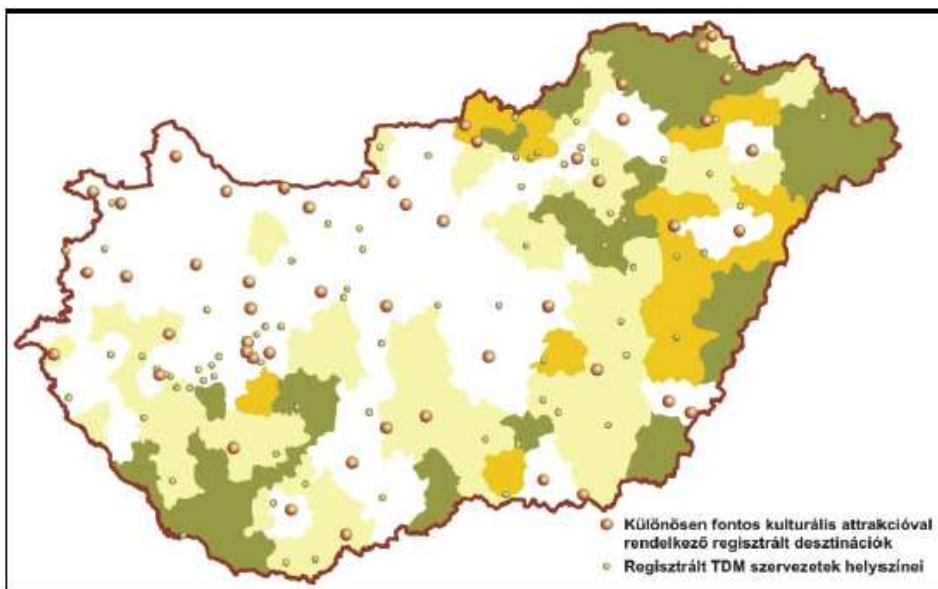 Különösen fontos kulturális attrakcióval
rendelkező regisztrált desztinációk
Regisztrált TDM szervezetek helyszínei